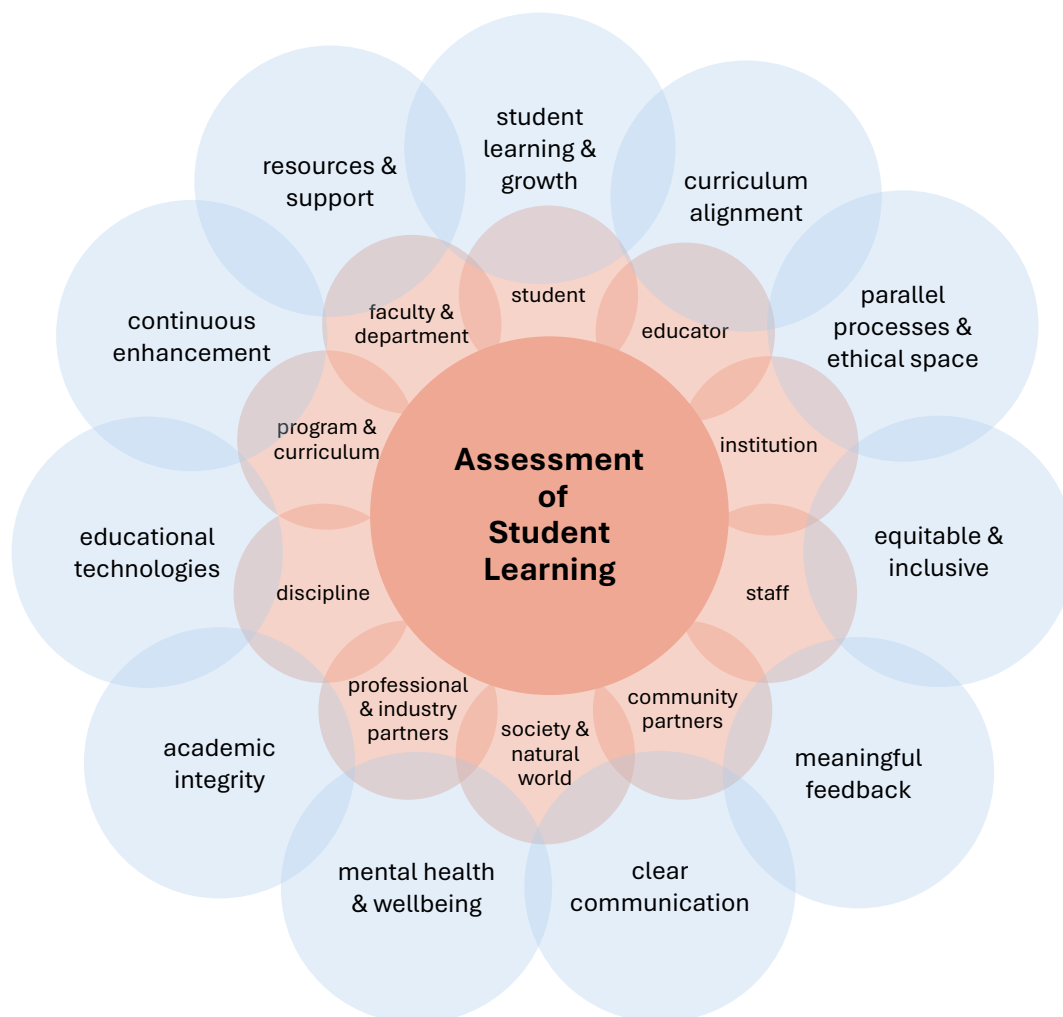 student
learning &
growth
curriculum
alignment
parallel
processes &
ethical space
equitable &
inclusive
meaningful
feedback
clear
communication
mental health
& wellbeing
academic
integrity
educational
technologies
continuous
enhancement
resources &
support
student
educator
institution
staff
community
partners
society &
natural
world
professional
& industry
partners
discipline
program &
curriculum
faculty &
department
Assessment
of
Student
Learning